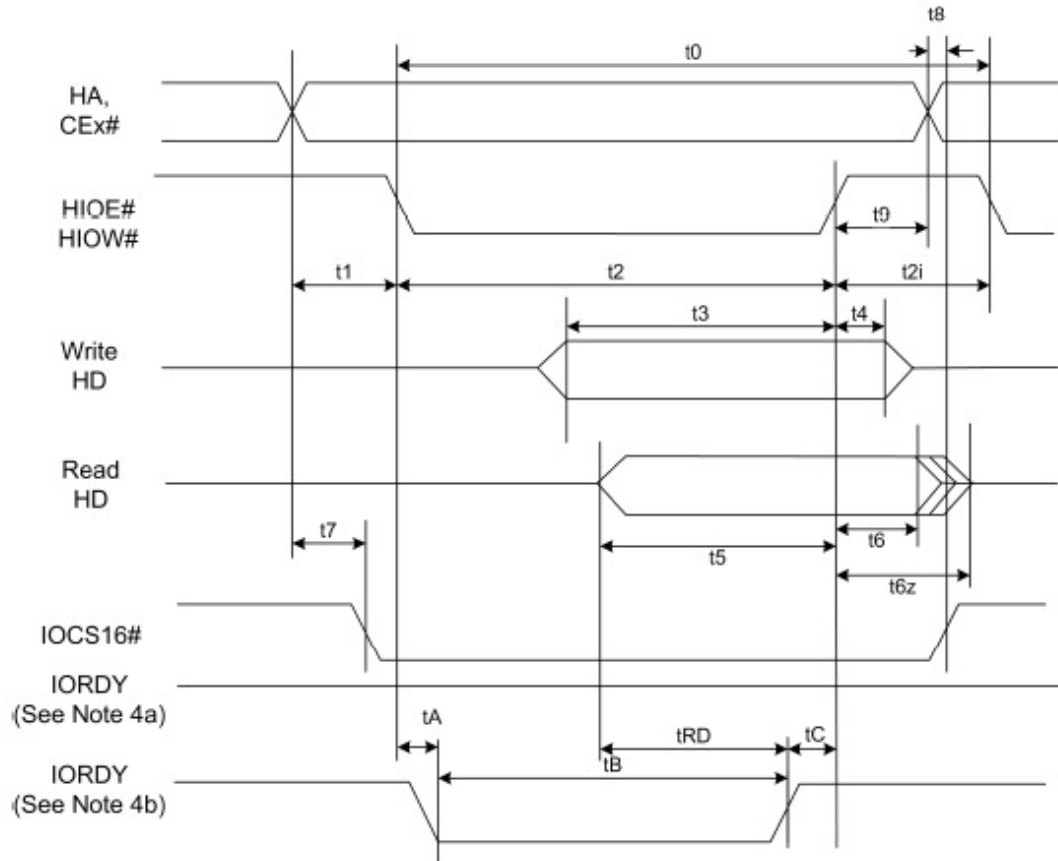 t8
t0
HA,
CEx#
HIOE#
HIOW#
t9
t1
t2
t2i
t3
t4
Write
HD
Read
HD
t7
t5
t6
t6z
IOCS16#
IORDY
(See Note 4a)
tA
tRD
tC
tB
IORDY
(See Note 4b)